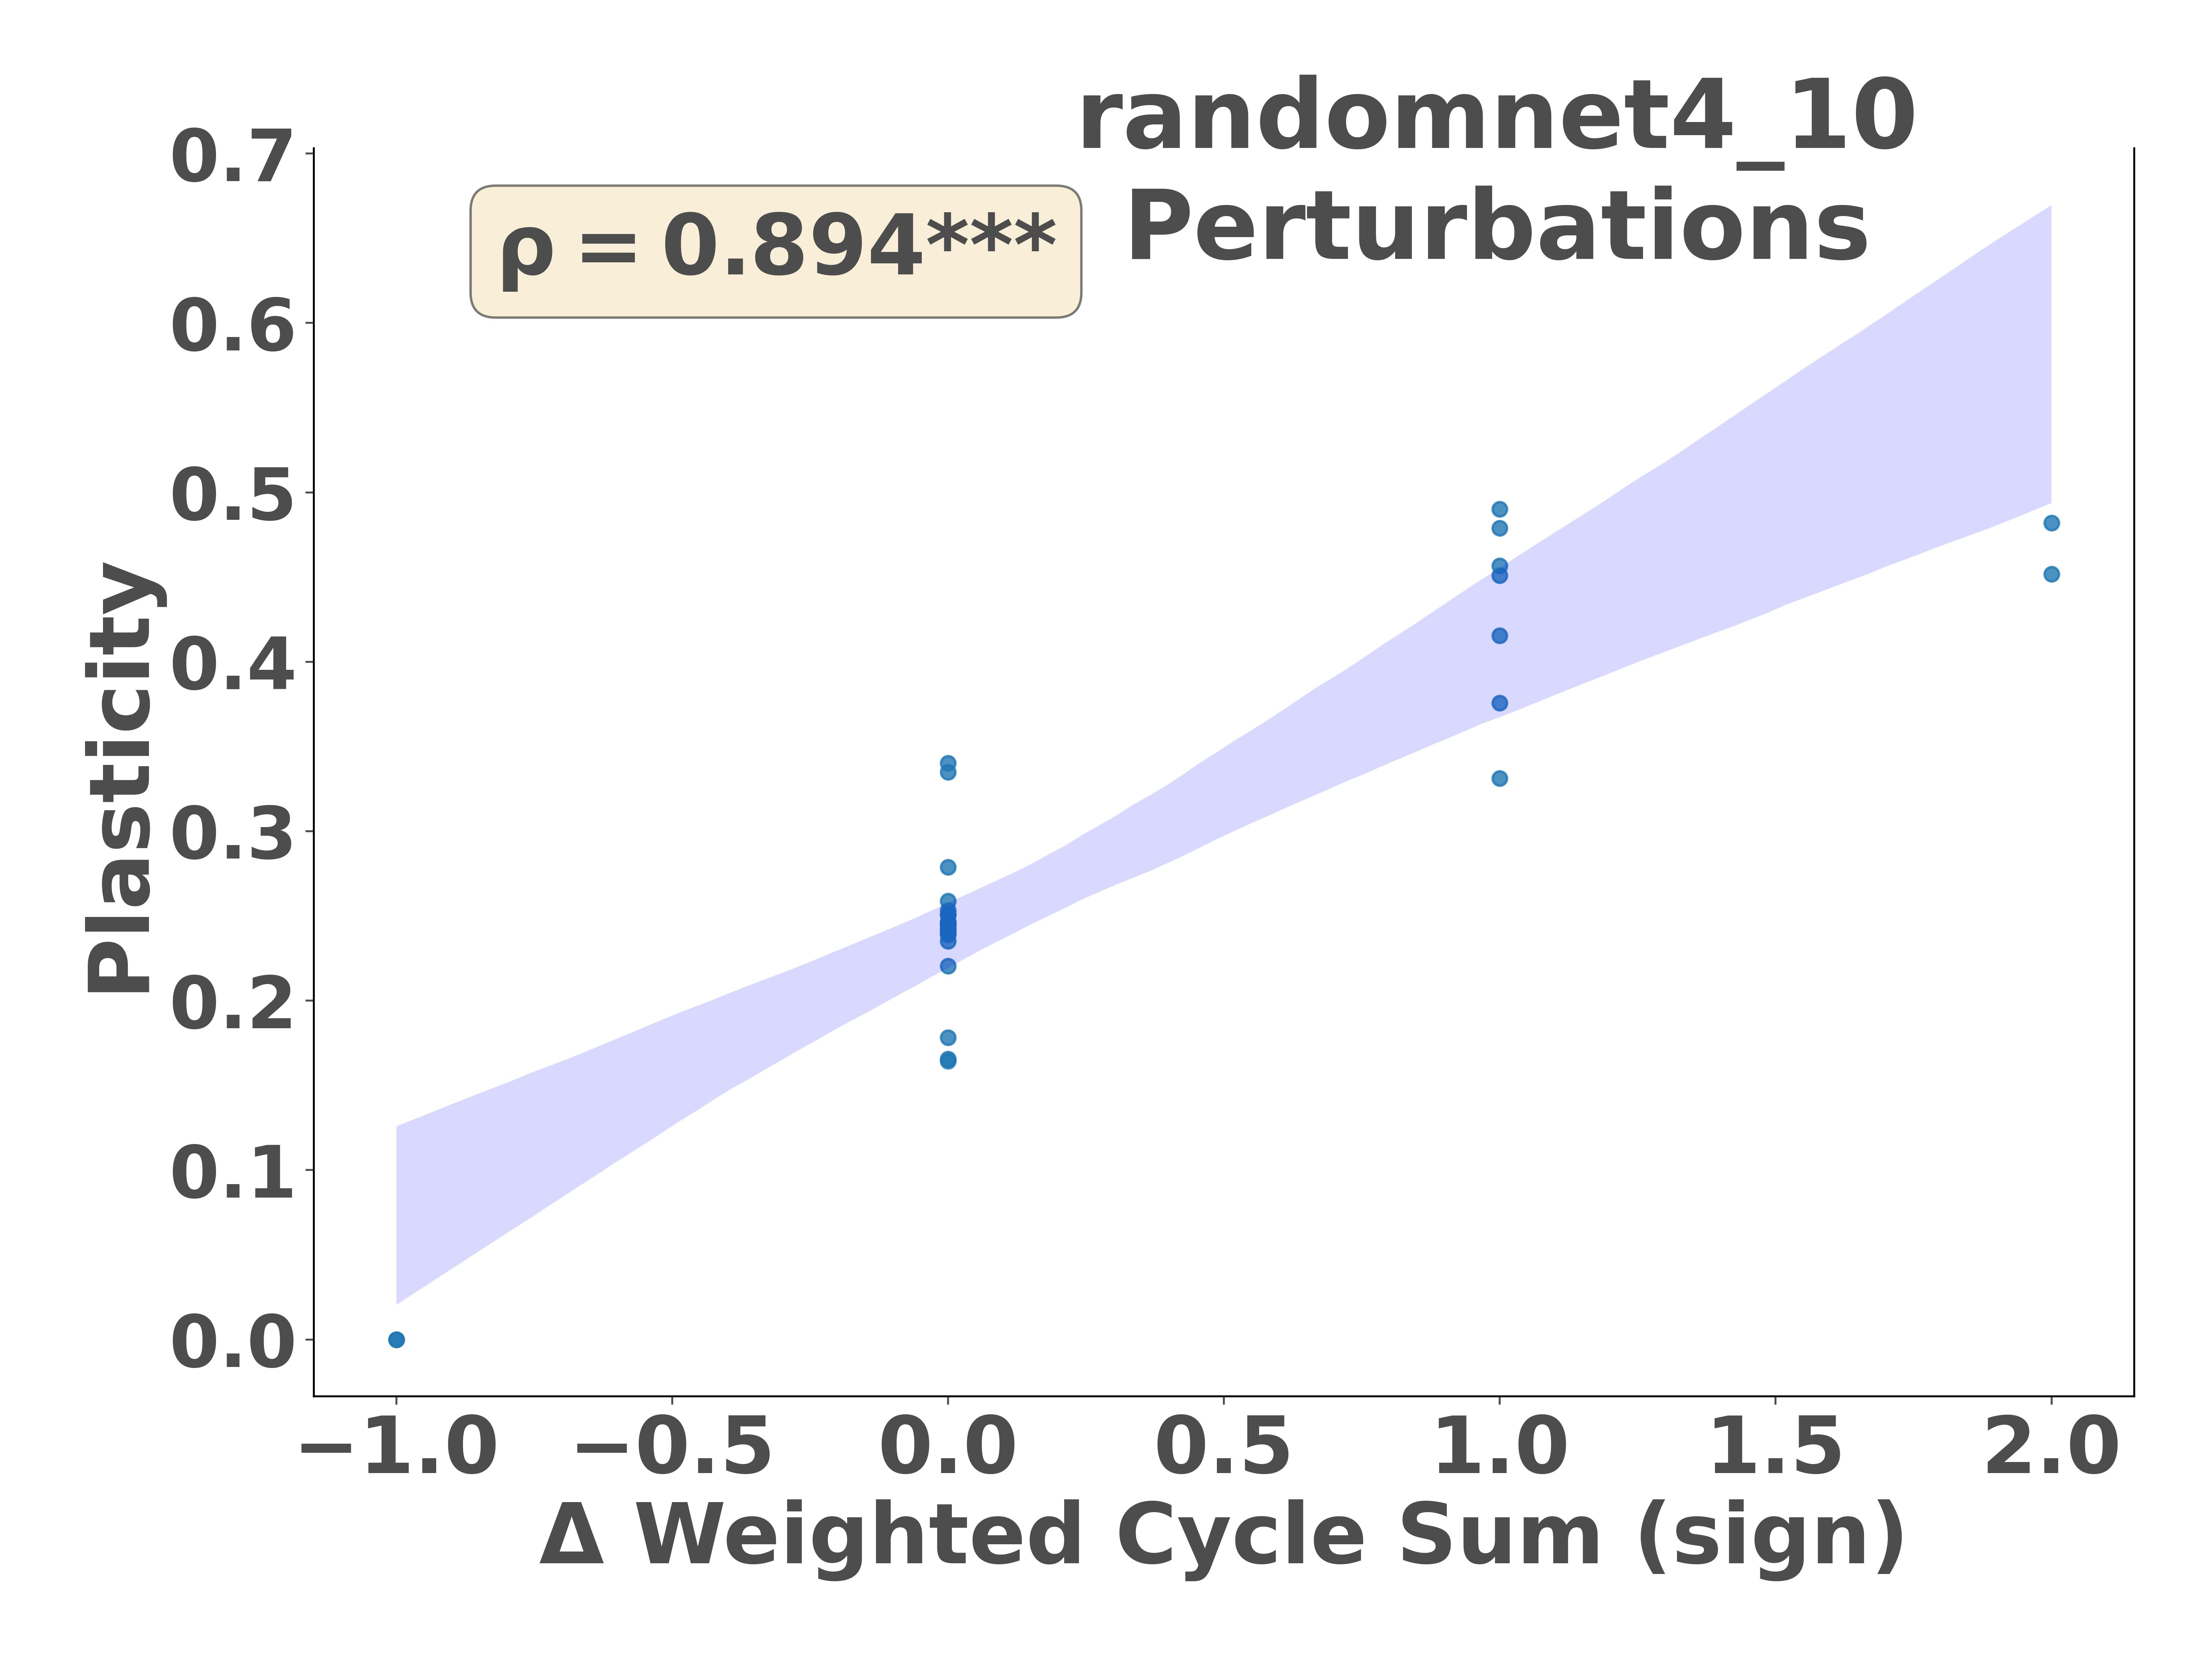 randomnet4_10
Perturbations
ρ = 0.894***
Plasticity
0.7
0.6
0.5
0.4
0.3
0.2
0.1
0.0
−1.0 −0.5 0.0 0.5 1.0 1.5 2.0
Δ Weighted Cycle Sum (sign)